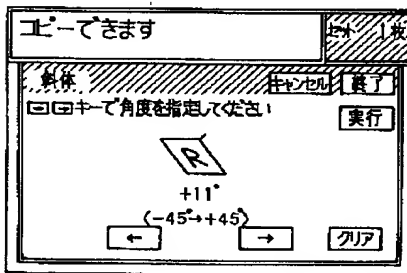 コピーできます
セット 1枚
斜体 キャンセル 終了
←→キーで角度を指定してください
実行
R
+11°
(-45°→+45°)
← → クリア